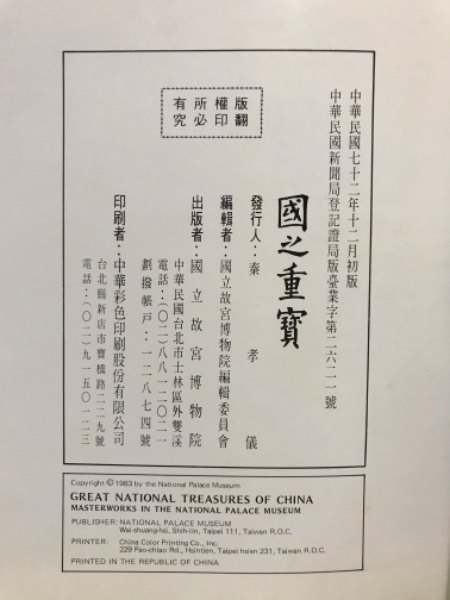 中華民國七十二年十二月初版
中華民國新聞局登記證局版臺業字第二六二一號
國之重寶
發行人：秦孝儀
編輯者：國立故宮博物院編輯委員會
出版者：國立故宮博物院
中華民國台北市士林區外雙溪
電話：(〇二)八八一二〇二一
劃撥帳戶：一二八七四號
印刷者：中華彩色印刷股份有限公司
台北縣新店市寶橋路二二九號
電話：(〇二)九一五〇一二三
版權所有
翻印必究
Copyright © 1983 by the National Palace Museum
GREAT NATIONAL TREASURES OF CHINA
MASTERWORKS IN THE NATIONAL PALACE MUSEUM
PUBLISHER: NATIONAL PALACE MUSEUM
Wai-shuang-hsi, Shih-lin, Taipei 111, Taiwan R.O.C.
PRINTER: China Color Printing Co., Inc.
229 Pao-chiao Rd., Hsintien, Taipei hsien 231, Taiwan R.O.C.
PRINTED IN THE REPUBLIC OF CHINA